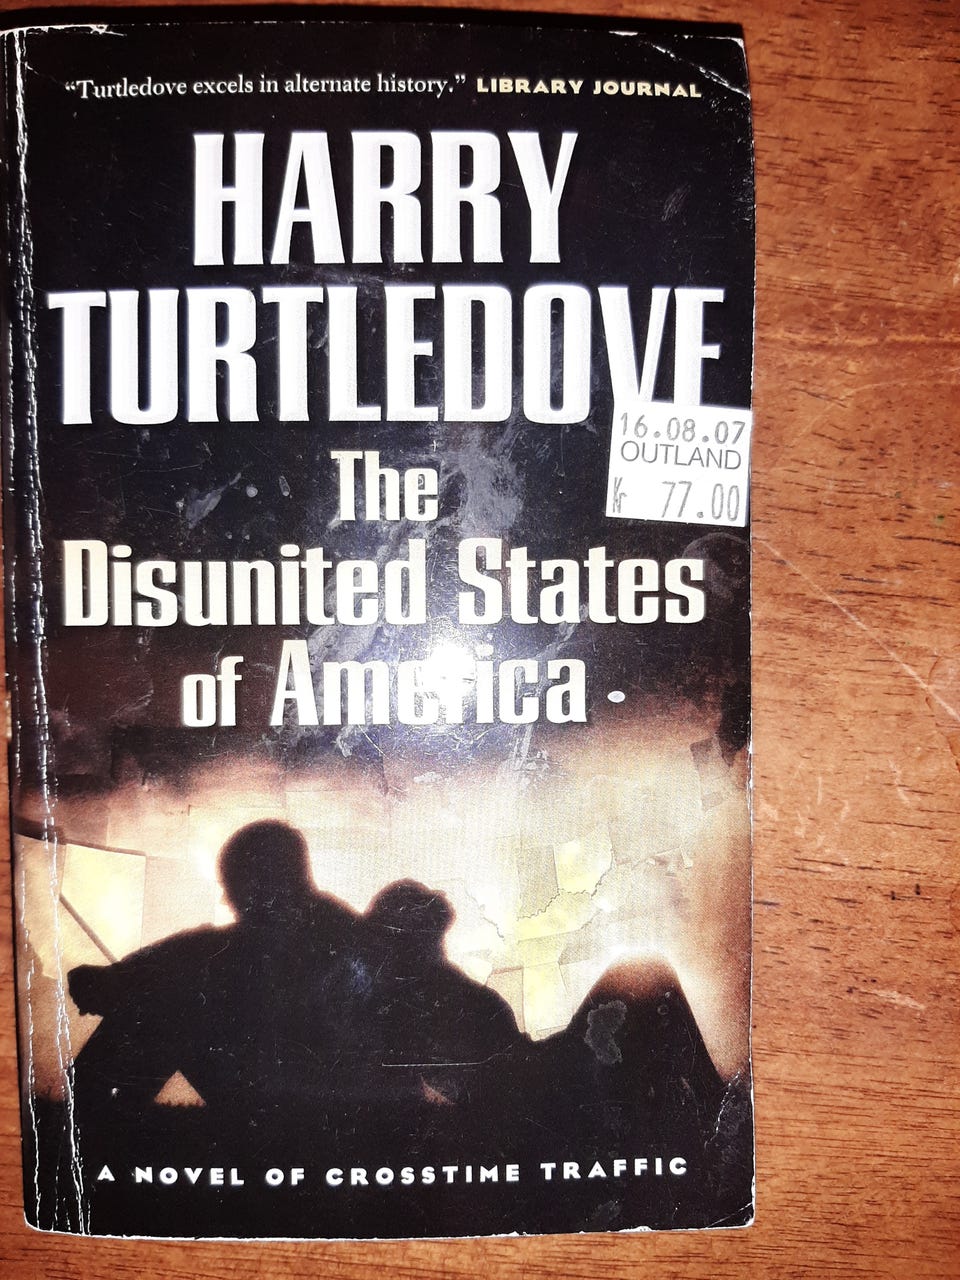 “Turtledove excels in alternate history.” LIBRARY JOURNAL
HARRY
TURTLEDOVE
16.08.07
OUTLAND
Kr 77.00
The
Disunited States
of America
A NOVEL OF CROSSTIME TRAFFIC